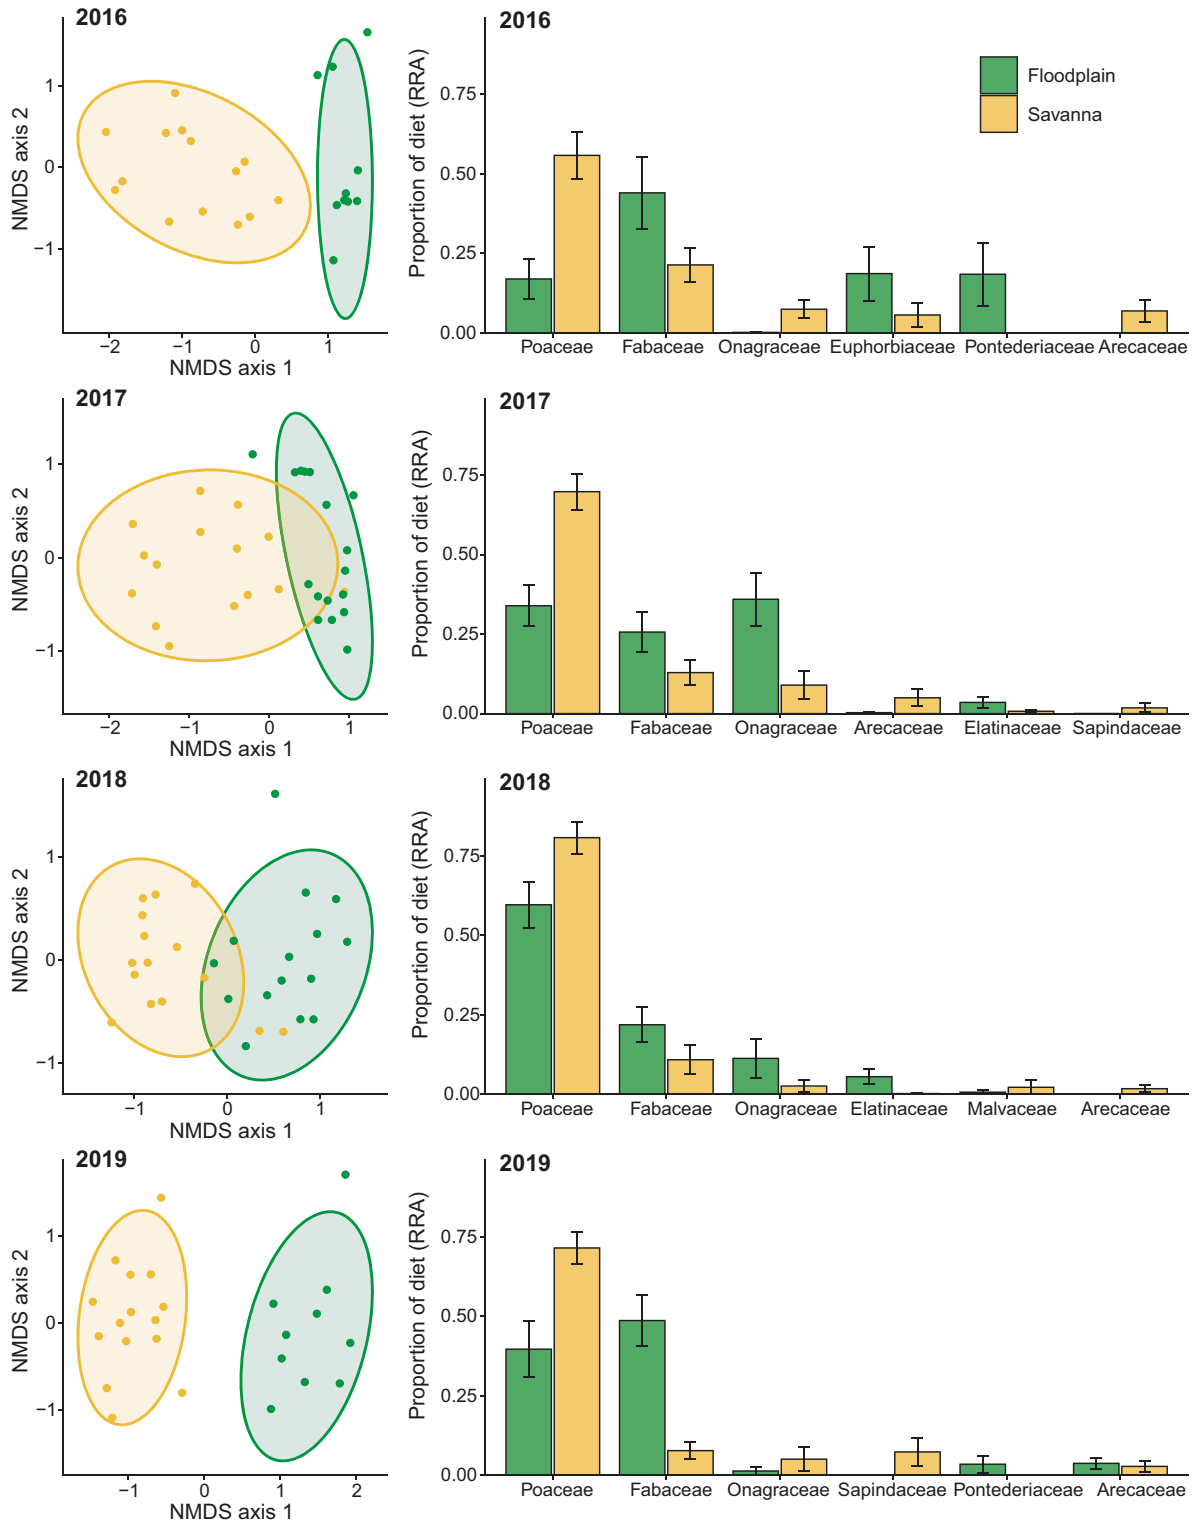 2016
NMDS axis 2
1
0
−1
−2
−1
0
1
NMDS axis 1
2016
Proportion of diet (RRA)
0.75
0.50
0.25
0.00
Floodplain
Savanna
Poaceae Fabaceae Onagraceae Euphorbiaceae Pontederiaceae Arecaceae
2017
NMDS axis 2
1
0
−1
−2
−1
0
1
NMDS axis 1
2017
Proportion of diet (RRA)
0.75
0.50
0.25
0.00
Poaceae Fabaceae Onagraceae Arecaceae Elatinaceae Sapindaceae
2018
NMDS axis 2
1
0
−1
−1
0
1
NMDS axis 1
2018
Proportion of diet (RRA)
0.75
0.50
0.25
0.00
Poaceae Fabaceae Onagraceae Elatinaceae Malvaceae Arecaceae
2019
NMDS axis 2
1
0
−1
−1
0
1
2
NMDS axis 1
2019
Proportion of diet (RRA)
0.75
0.50
0.25
0.00
Poaceae Fabaceae Onagraceae Sapindaceae Pontederiaceae Arecaceae